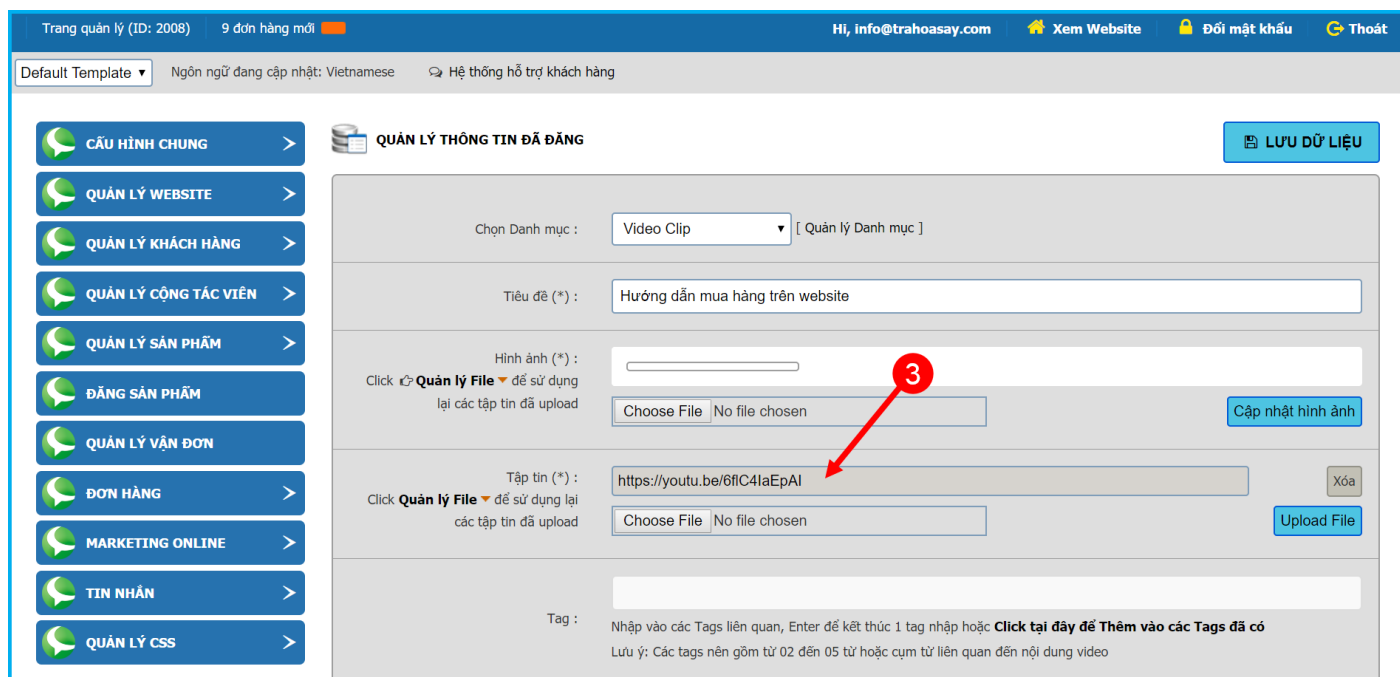 Trang quản lý (ID: 2008) 9 đơn hàng mới Hi, info@trahoasay.com Xem Website Đổi mật khẩu Thoát
Default Template Ngôn ngữ đang cập nhật: Vietnamese Hệ thống hỗ trợ khách hàng
CẤU HÌNH CHUNG
QUẢN LÝ WEBSITE
QUẢN LÝ KHÁCH HÀNG
QUẢN LÝ CỘNG TÁC VIÊN
QUẢN LÝ SẢN PHẨM
ĐĂNG SẢN PHẨM
QUẢN LÝ VẬN ĐƠN
ĐƠN HÀNG
MARKETING ONLINE
TIN NHẮN
QUẢN LÝ CSS
QUẢN LÝ THÔNG TIN ĐÃ ĐĂNG
LƯU DỮ LIỆU
Chọn Danh mục : Video Clip [ Quản lý Danh mục ]
Tiêu đề (*) : Hướng dẫn mua hàng trên website
Hình ảnh (*) :
Click Quản lý File để sử dụng
lại các tập tin đã upload
3
Choose File No file chosen Cập nhật hình ảnh
Tập tin (*) :
Click Quản lý File để sử dụng lại
các tập tin đã upload
https://youtu.be/6flC4IaEpAI Xóa
Choose File No file chosen Upload File
Tag :
Nhập vào các Tags liên quan, Enter để kết thúc 1 tag nhập hoặc Click tại đây để Thêm vào các Tags đã có
Lưu ý: Các tags nên gồm từ 02 đến 05 từ hoặc cụm từ liên quan đến nội dung video